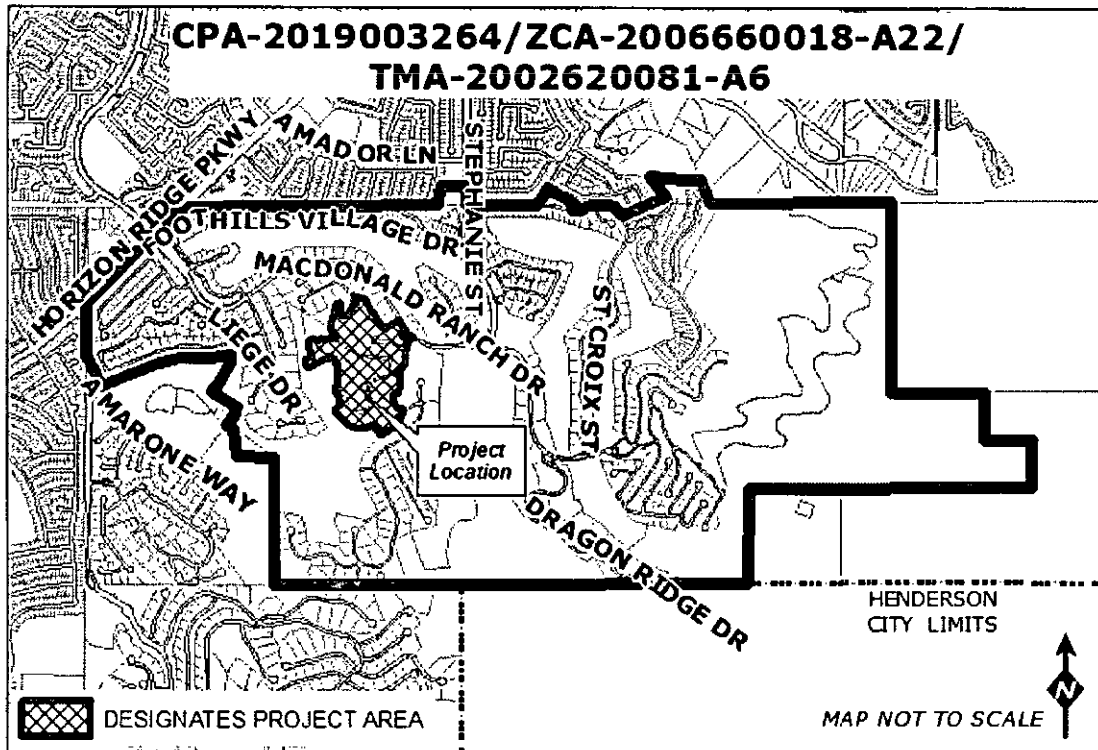 CPA-2019003264/ZCA-2006660018-A22/
TMA-2002620081-A6
HORIZON RIDGE PKWY
AMADOR LN
STEPHANIE ST
FOOTHILLS VILLAGE DR
MACDONALD RANCH DR
LIEGE DR
ST CROIX ST
AMARONE WAY
Project
Location
DRAGON RIDGE DR
HENDERSON
CITY LIMITS
N
DESIGNATES PROJECT AREA
MAP NOT TO SCALE